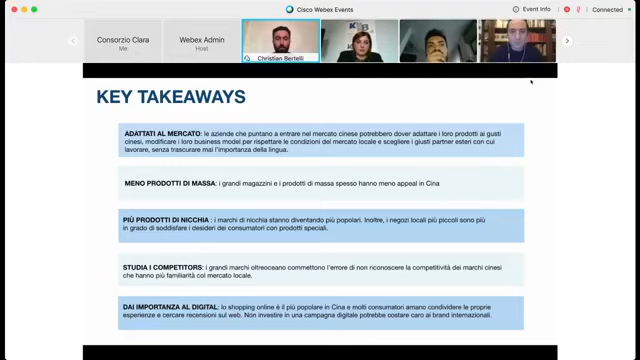 Cisco Webex Events
Event Info
Connected
Consorzio Clara
Me
Webex Admin
Host
Christian Bertelli
KEY TAKEAWAYS
ADATTATI AL MERCATO: le aziende che puntano a entrare nel mercato cinese potrebbero dover adattare i loro prodotti ai gusti
cinesi, modificare i loro business model per rispettare le condizioni del mercato locale e scegliere i giusti partner esteri con cui
lavorare, senza trascurare mai l'importanza della lingua.
MENO PRODOTTI DI MASSA: i grandi magazzini e i prodotti di massa spesso hanno meno appeal in Cina
PIÙ PRODOTTI DI NICCHIA : i marchi di nicchia stanno diventando più popolari. Inoltre, i negozi locali più piccoli sono più
in grado di soddisfare i desideri dei consumatori con prodotti speciali.
STUDIA I COMPETITORS: i grandi marchi oltreoceano commettono l'errore di non riconoscere la competitività dei marchi cinesi
che hanno più familiarità col mercato locale.
DAI IMPORTANZA AL DIGITAL: lo shopping online è il più popolare in Cina e molti consumatori amano condividere le proprie
esperienze e cercare recensioni sul web. Non investire in una campagna digitale potrebbe costare caro ai brand internazionali.